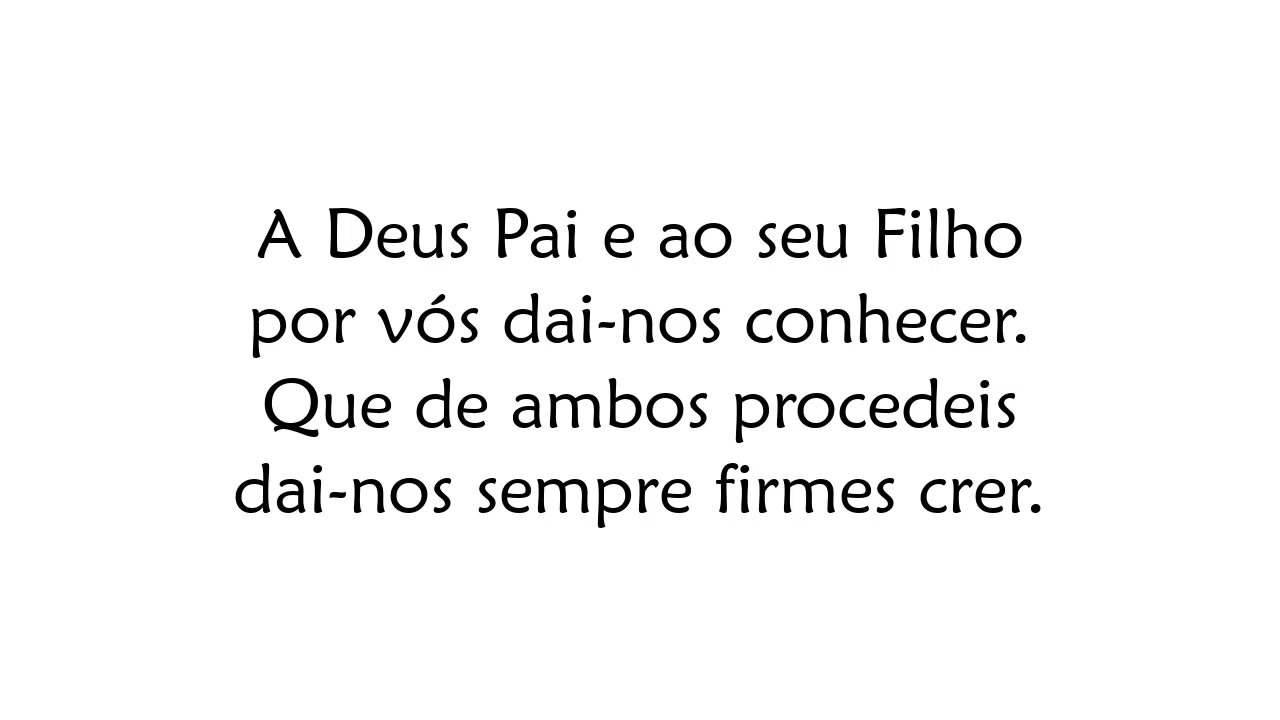 A Deus Pai e ao seu Filho
por vós dai-nos conhecer.
Que de ambos procedeis
dai-nos sempre firmes crer.